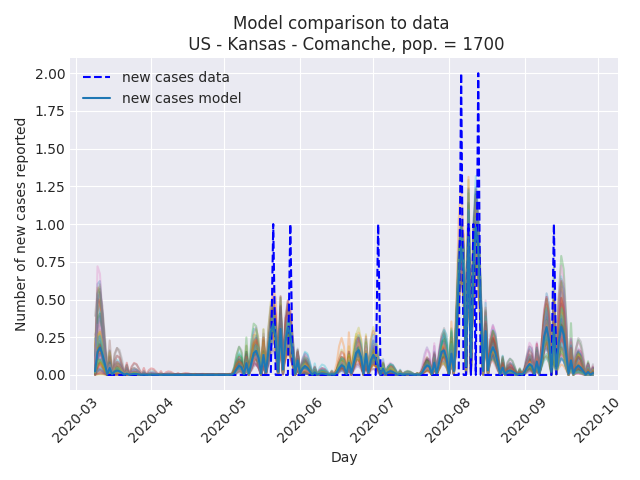 Model comparison to data
US - Kansas - Comanche, pop. = 1700
new cases data
new cases model
Number of new cases reported
2.00
1.75
1.50
1.25
1.00
0.75
0.50
0.25
0.00
2020-03
2020-04
2020-05
2020-06
2020-07
2020-08
2020-09
2020-10
Day